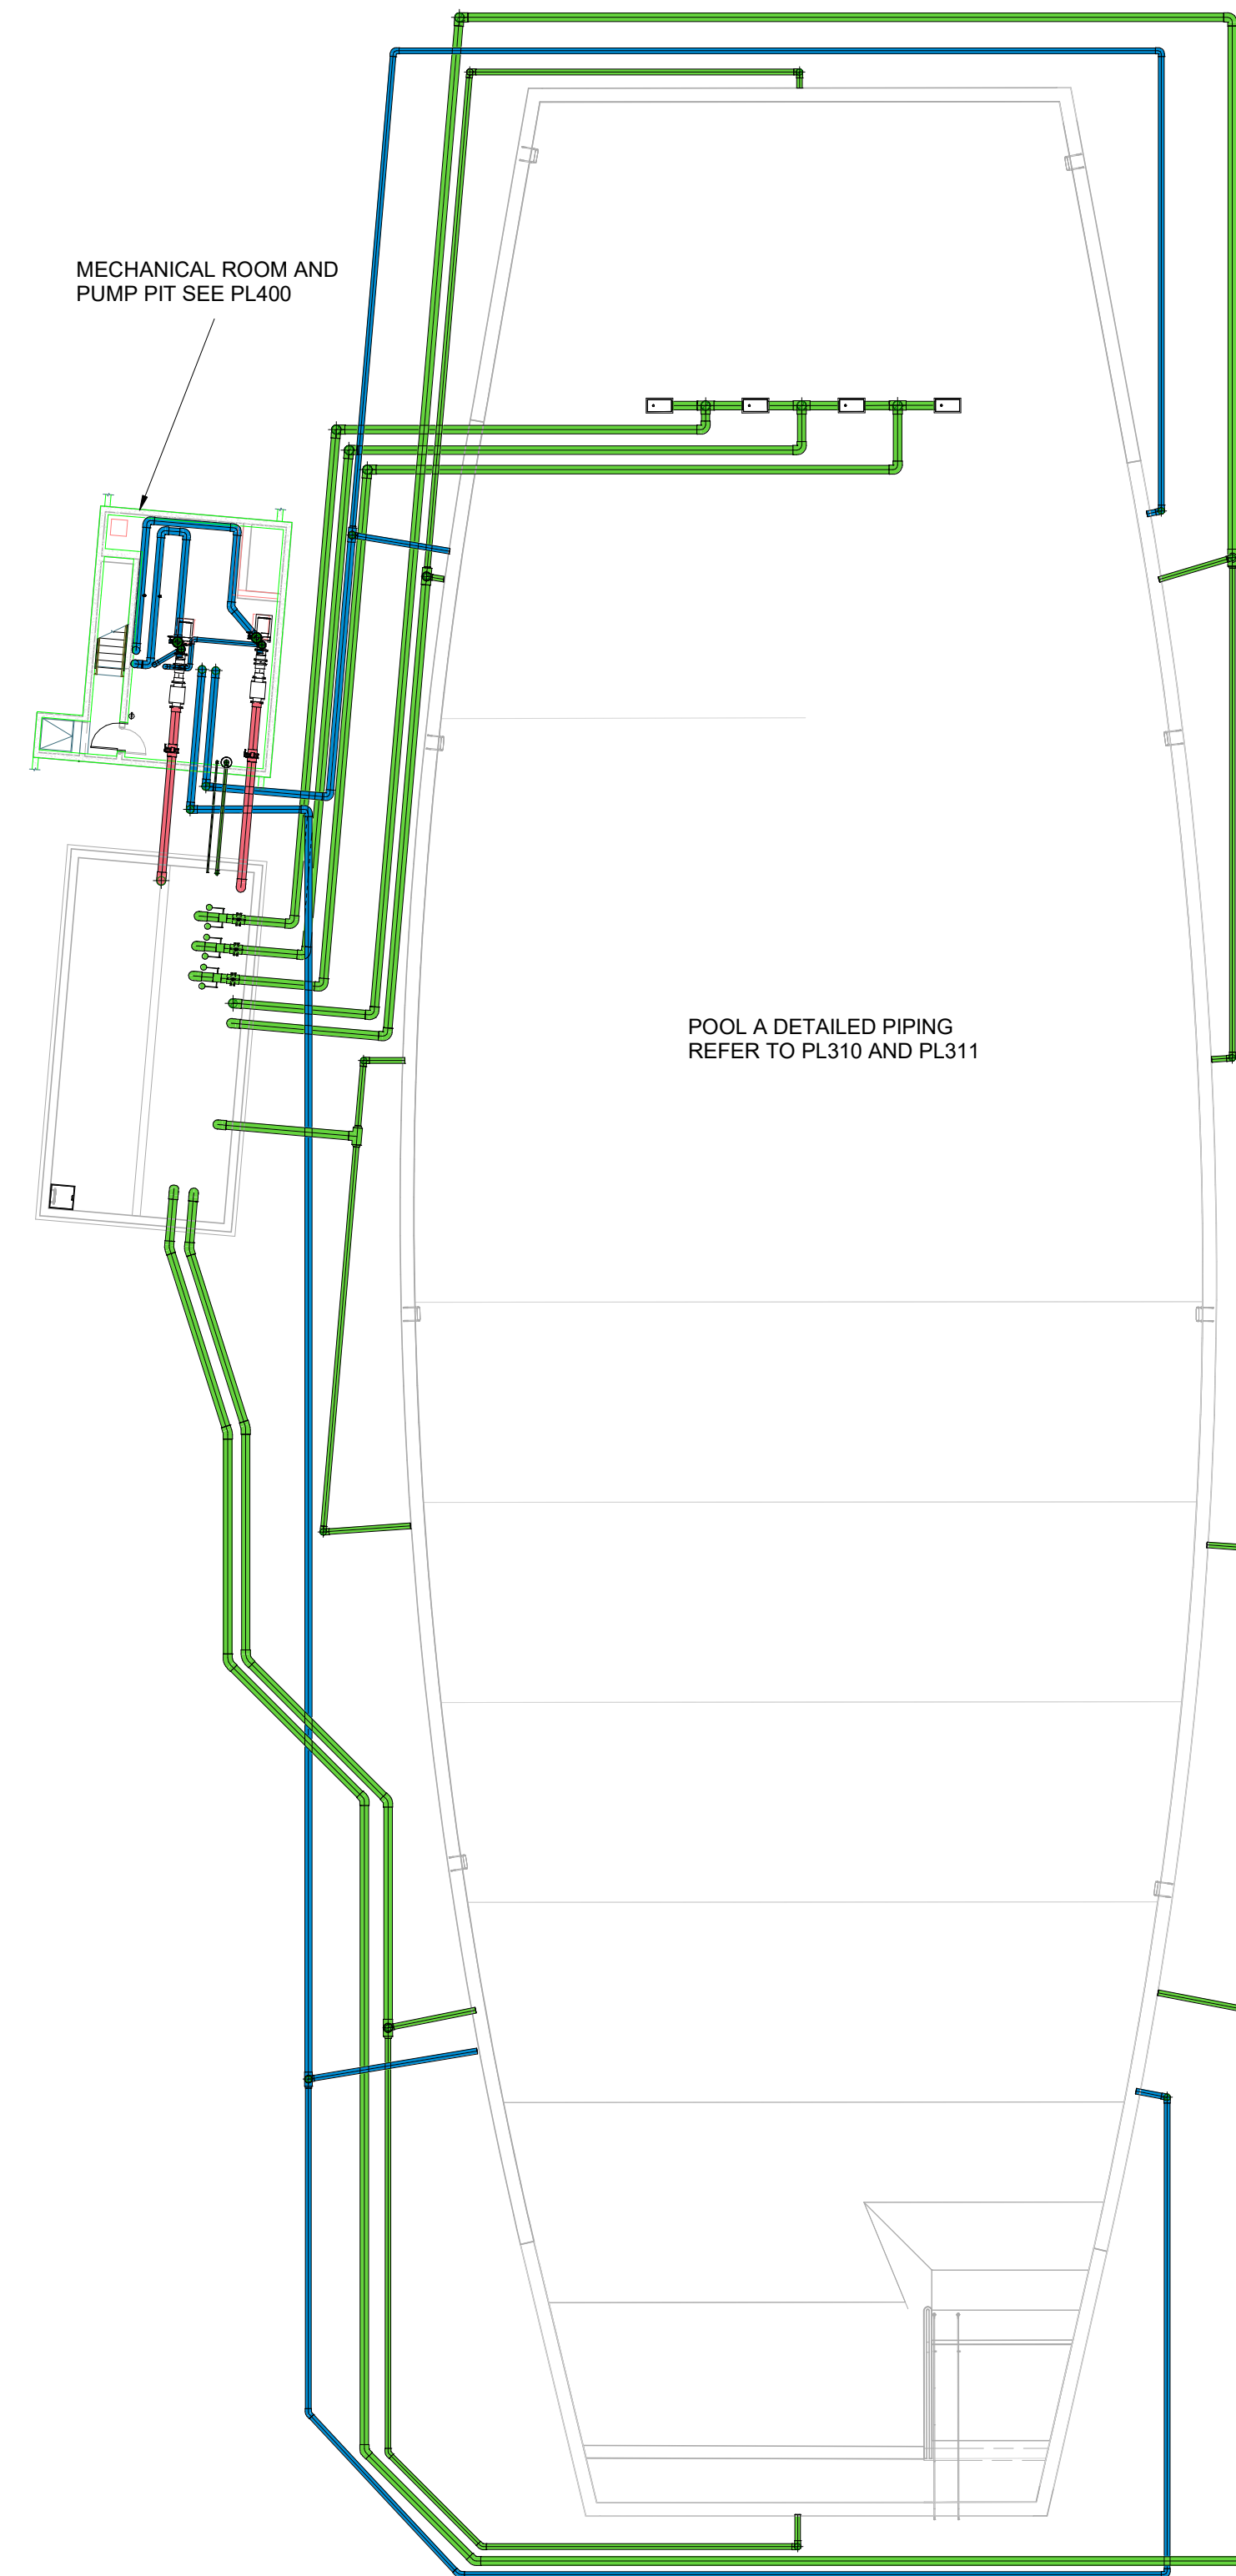 MECHANICAL ROOM AND
PUMP PIT SEE PL400
POOL A DETAILED PIPING
REFER TO PL310 AND PL311